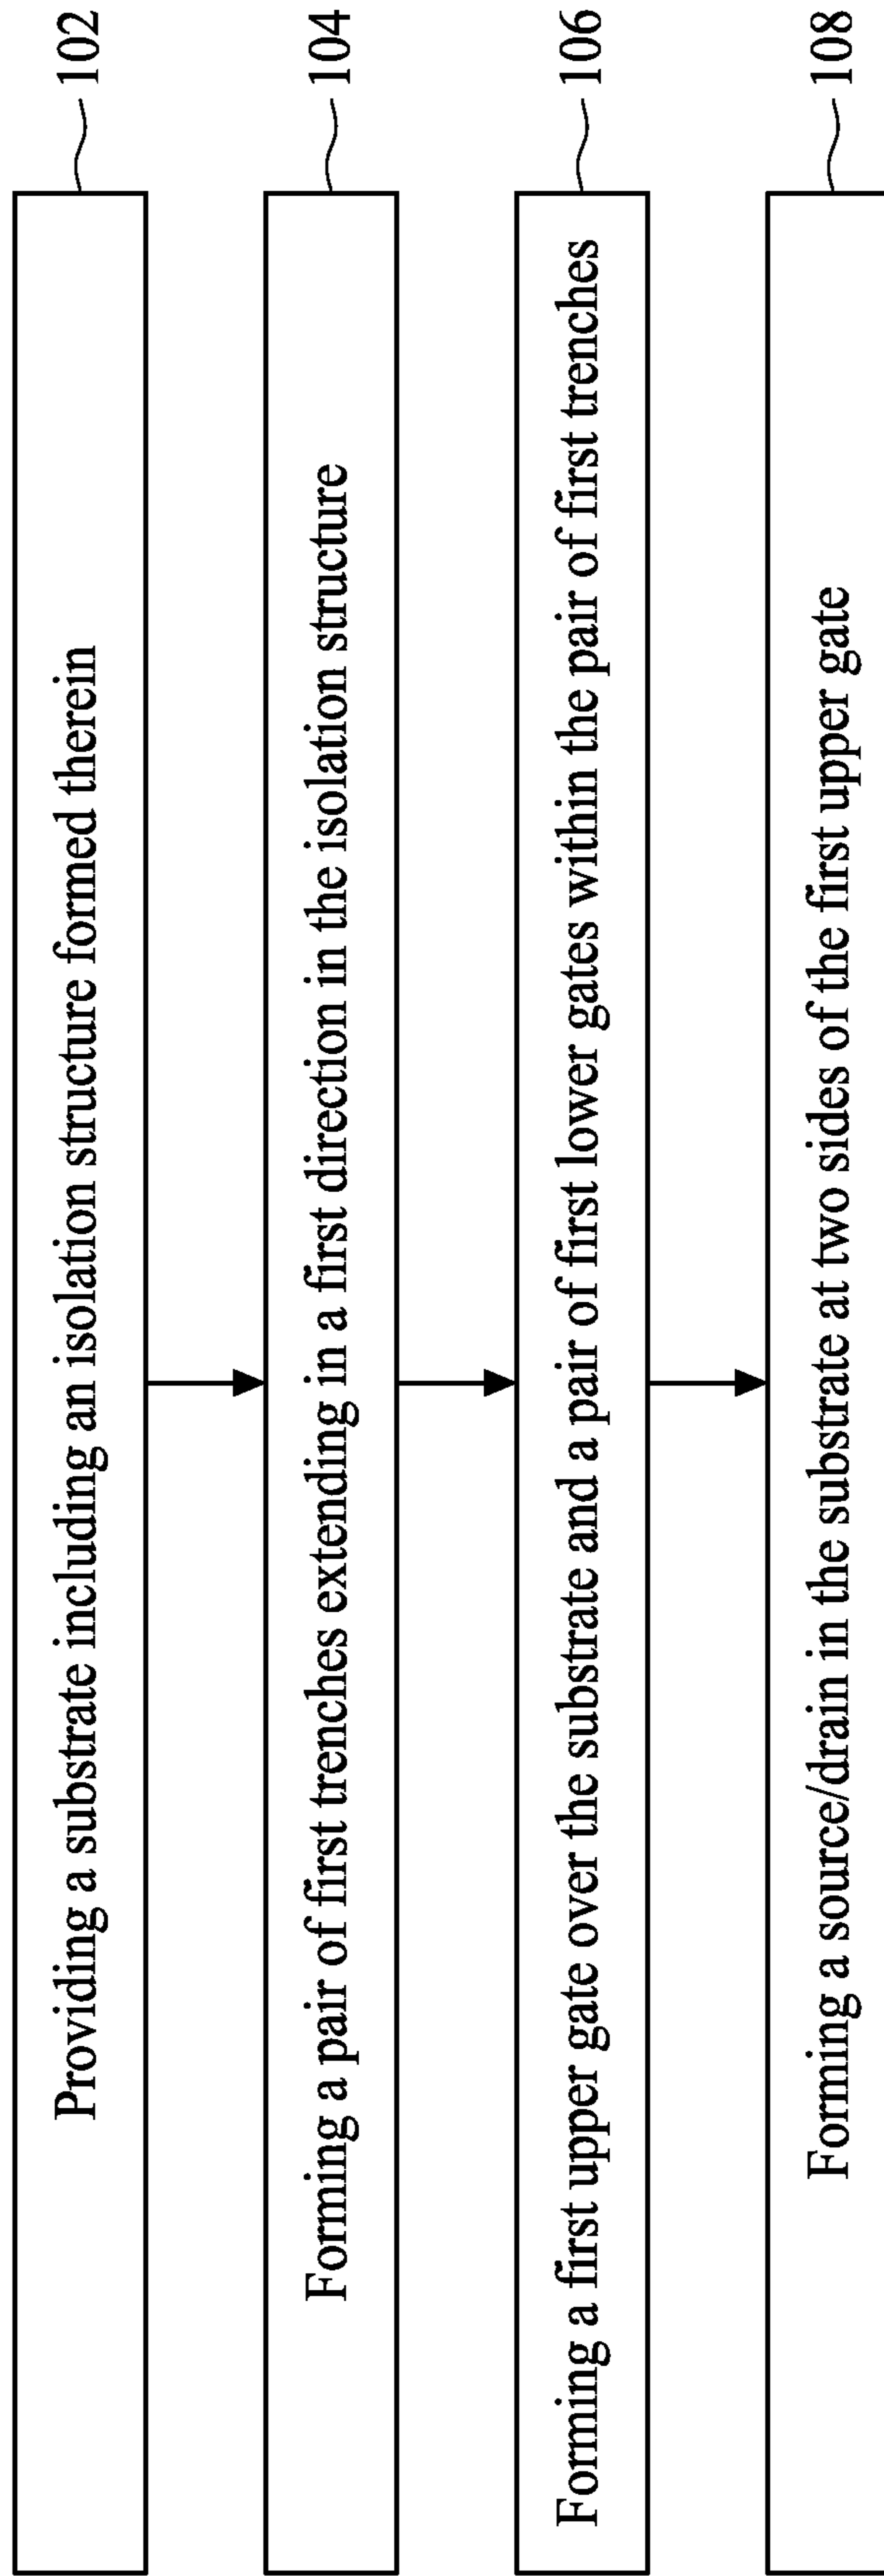 Providing a substrate including an isolation structure formed therein
102
Forming a pair of first trenches extending in a first direction in the isolation structure
104
Forming a first upper gate over the substrate and a pair of first lower gates within the pair of first trenches
106
Forming a source/drain in the substrate at two sides of the first upper gate
108